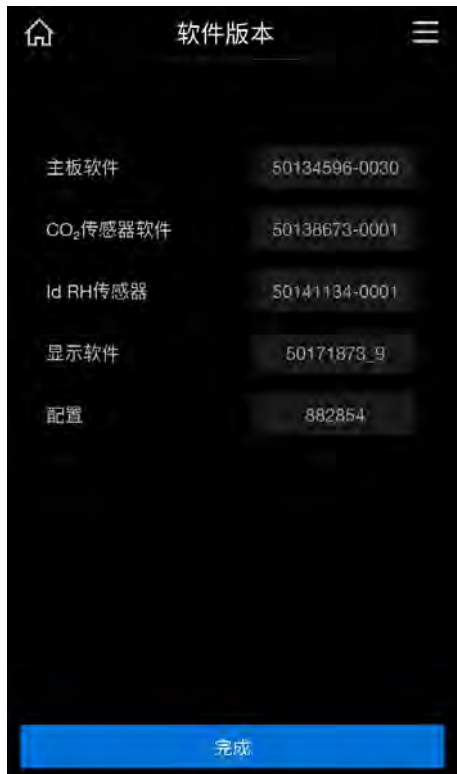 软件版本
主板软件 50134596-0030
CO₂传感器软件 50138673-0001
Id RH传感器 50141134-0001
显示软件 50171873_9
配置 882854
完成